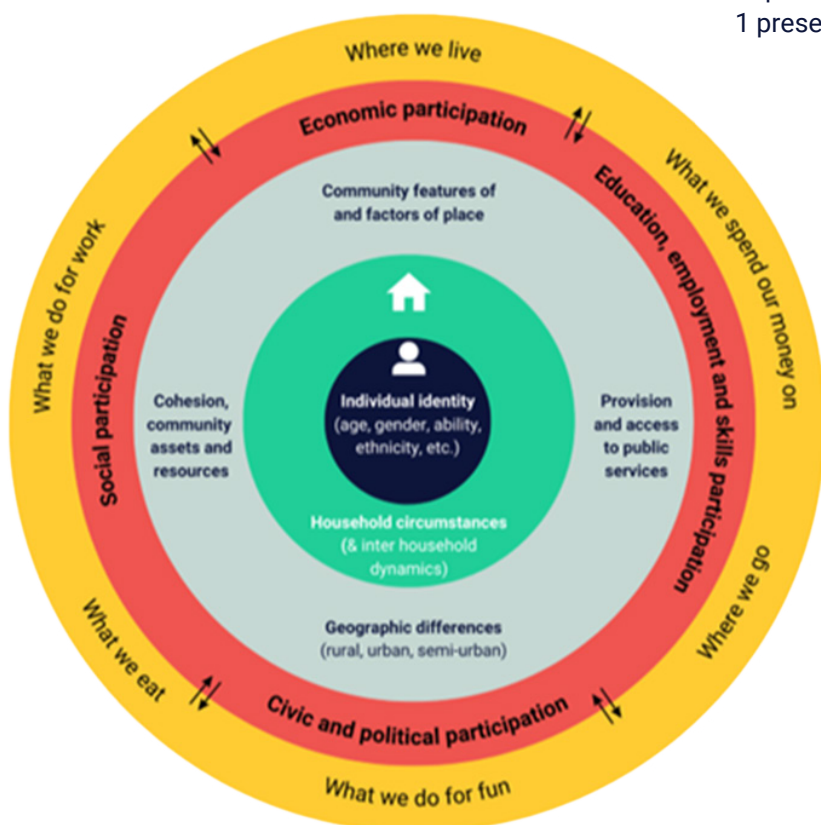 1 prese
Where we live
Economic participation
What we spend our money on
Education, employment and skills participation
Community features of
and factors of place
What we do for work
Social participation
Cohesion,
community
assets and
resources
Individual identity
(age, gender, ability,
ethnicity, etc.)
Provision
and access
to public
services
Household circumstances
(& inter household
dynamics)
Where we go
Geographic differences
(rural, urban, semi-urban)
What we eat
Civic and political participation
What we do for fun